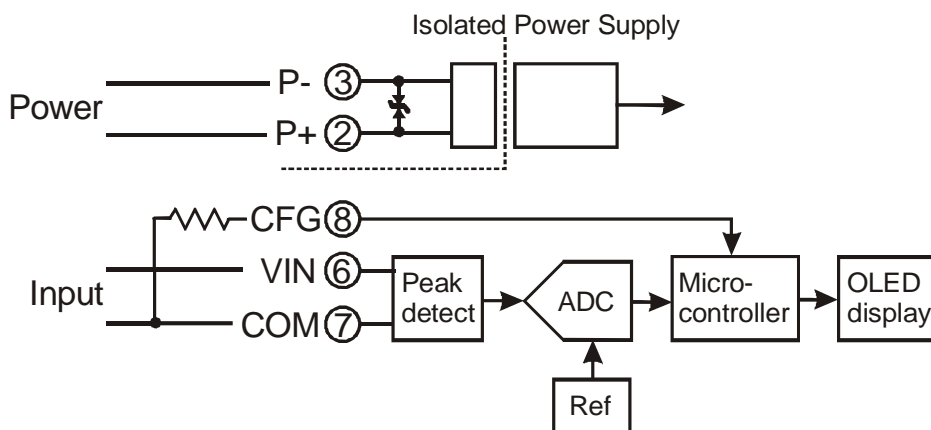 Isolated Power Supply
Power
P- 3
P+ 2
CFG 8
VIN 6
COM 7
Input
Peak
detect
ADC
Ref
Micro-
controller
OLED
display